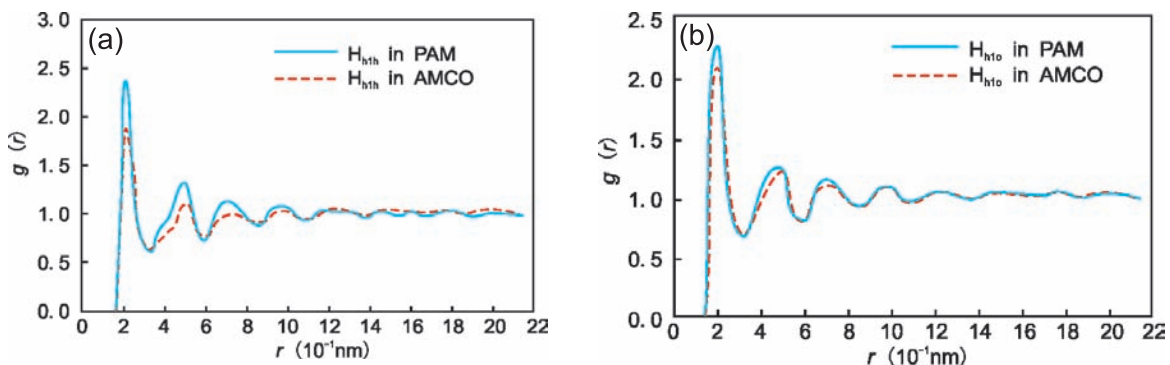 (a)
H_h1h in PAM
H_h1h in AMCO
3. 0
2. 5
2. 0
1. 5
1. 0
0. 5
0. 0
g (r)
0 2 4 6 8 10 12 14 16 18 20 22
r (10⁻¹nm)
(b)
H_h1o in PAM
H_h1o in AMCO
2. 5
2. 0
1. 5
1. 0
0. 5
0. 0
g (r)
0 2 4 6 8 10 12 14 16 18 20 22
r (10⁻¹nm)